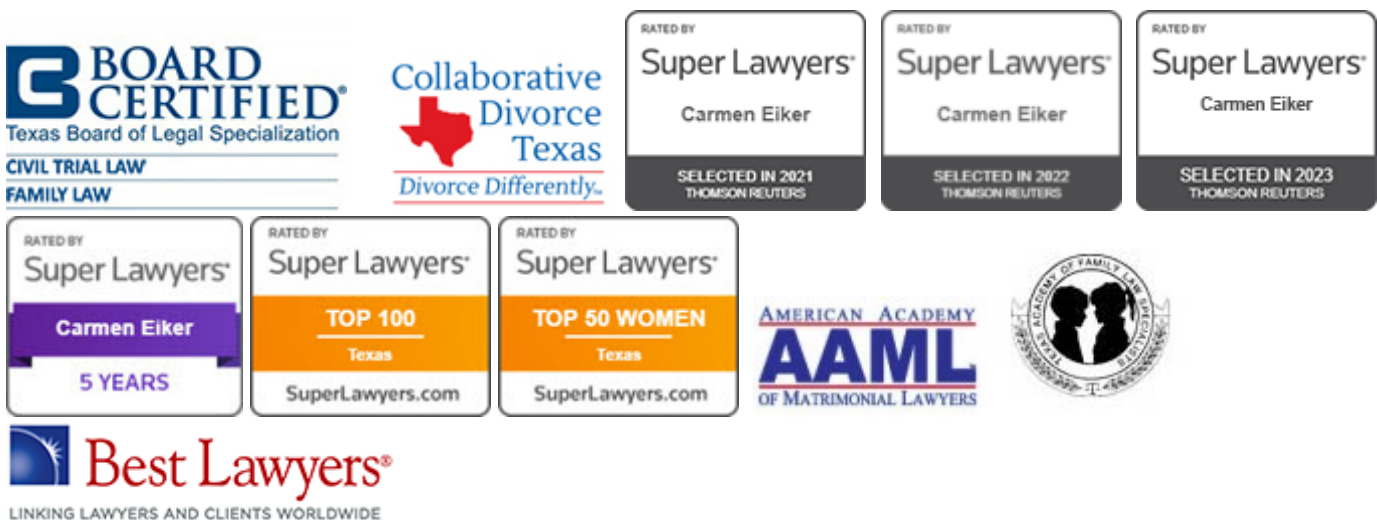 BOARD
CERTIFIED®
Texas Board of Legal Specialization
CIVIL TRIAL LAW
FAMILY LAW
Collaborative
Divorce
Texas
Divorce Differently℠
RATED BY
Super Lawyers®
Carmen Eiker
SELECTED IN 2021
THOMSON REUTERS
RATED BY
Super Lawyers®
Carmen Eiker
SELECTED IN 2022
THOMSON REUTERS
RATED BY
Super Lawyers®
Carmen Eiker
SELECTED IN 2023
THOMSON REUTERS
RATED BY
Super Lawyers®
Carmen Eiker
5 YEARS
RATED BY
Super Lawyers®
TOP 100
Texas
SuperLawyers.com
RATED BY
Super Lawyers®
TOP 50 WOMEN
Texas
SuperLawyers.com
AMERICAN ACADEMY
AAML
OF MATRIMONIAL LAWYERS
TEXAS ACADEMY OF FAMILY LAW SPECIALISTS
Best Lawyers®
LINKING LAWYERS AND CLIENTS WORLDWIDE